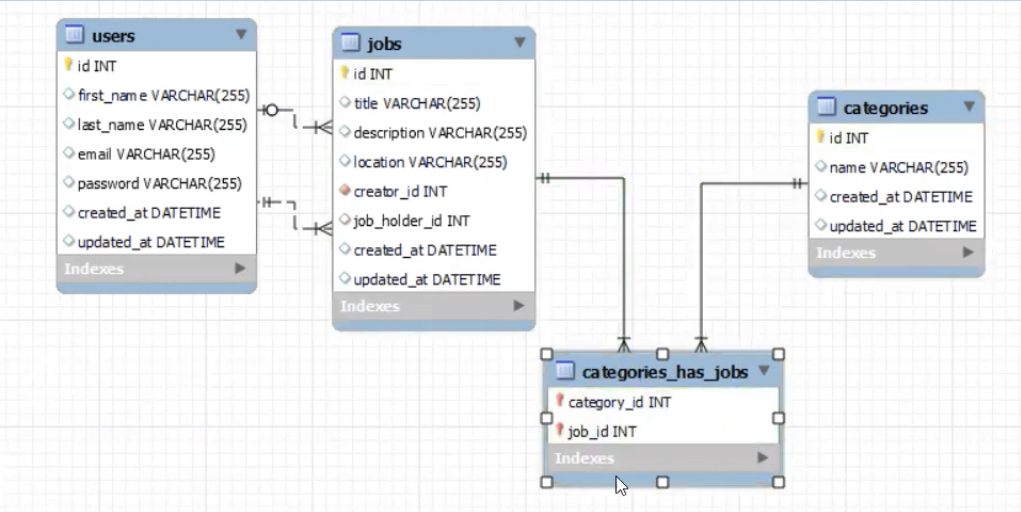 users
id INT
first_name VARCHAR(255)
last_name VARCHAR(255)
email VARCHAR(255)
password VARCHAR(255)
created_at DATETIME
updated_at DATETIME
Indexes
jobs
id INT
title VARCHAR(255)
description VARCHAR(255)
location VARCHAR(255)
creator_id INT
job_holder_id INT
created_at DATETIME
updated_at DATETIME
Indexes
categories
id INT
name VARCHAR(255)
created_at DATETIME
updated_at DATETIME
Indexes
categories_has_jobs
category_id INT
job_id INT
Indexes